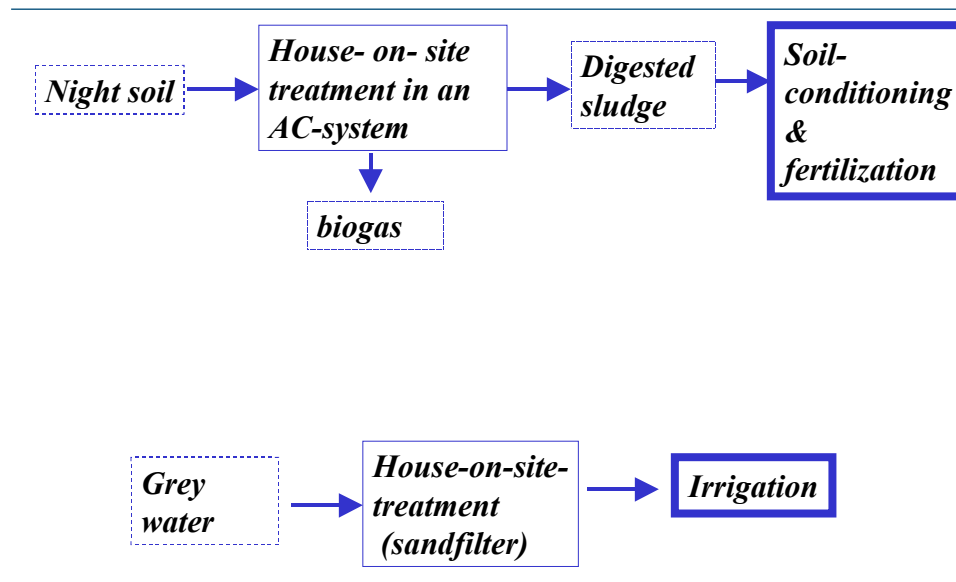 Night soil
House- on- site
treatment in an
AC-system
Digested
sludge
Soil-
conditioning
&
fertilization
biogas
Grey
water
House-on-site-
treatment
(sandfilter)
Irrigation